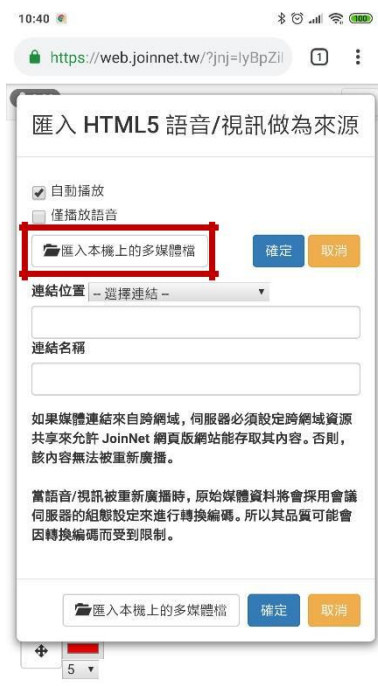 10:40
100
https://web.joinnet.tw/?jnj=lyBpZil
1
匯入 HTML5 語音/視訊做為來源
自動播放
僅播放語音
匯入本機上的多媒體檔 確定 取消
連結位置 -- 選擇連結 --
連結名稱
如果媒體連結來自跨網域，伺服器必須設定跨網域資源
共享來允許 JoinNet 網頁版網站能存取其內容。否則，
該內容無法被重新廣播。
當語音/視訊被重新廣播時，原始媒體資料將會採用會議
伺服器的組態設定來進行轉換編碼。所以其品質可能會
因轉換編碼而受到限制。
匯入本機上的多媒體檔 確定 取消
5